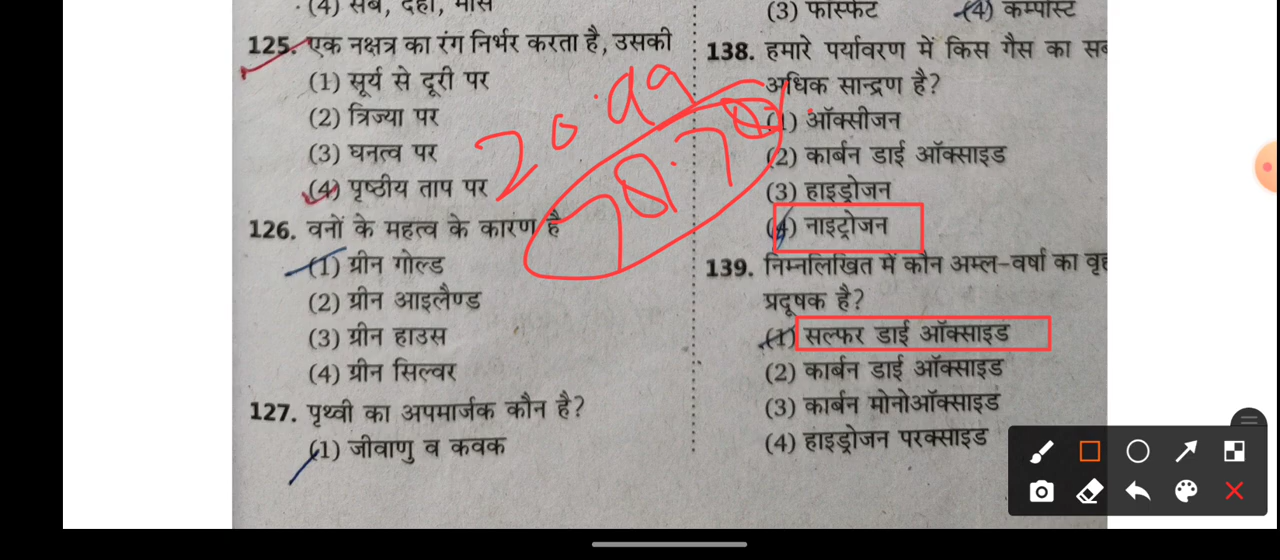 (4) सेब, दही, मांस
125. एक नक्षत्र का रंग निर्भर करता है, उसकी
(1) सूर्य से दूरी पर
(2) त्रिज्या पर
(3) घनत्व पर
(4) पृष्ठीय ताप पर
126. वनों के महत्व के कारण है
(1) ग्रीन गोल्ड
(2) ग्रीन आइलैण्ड
(3) ग्रीन हाउस
(4) ग्रीन सिल्वर
127. पृथ्वी का अपमार्जक कौन है?
(1) जीवाणु व कवक
(3) फॉस्फेट (4) कम्पोस्ट
138. हमारे पर्यावरण में किस गैस का सब
अधिक सान्द्रण है?
(1) ऑक्सीजन
(2) कार्बन डाई ऑक्साइड
(3) हाइड्रोजन
(4) नाइट्रोजन
139. निम्नलिखित में कौन अम्ल-वर्षा का वृह
प्रदूषक है?
(1) सल्फर डाई ऑक्साइड
(2) कार्बन डाई ऑक्साइड
(3) कार्बन मोनोऑक्साइड
(4) हाइड्रोजन परक्साइड